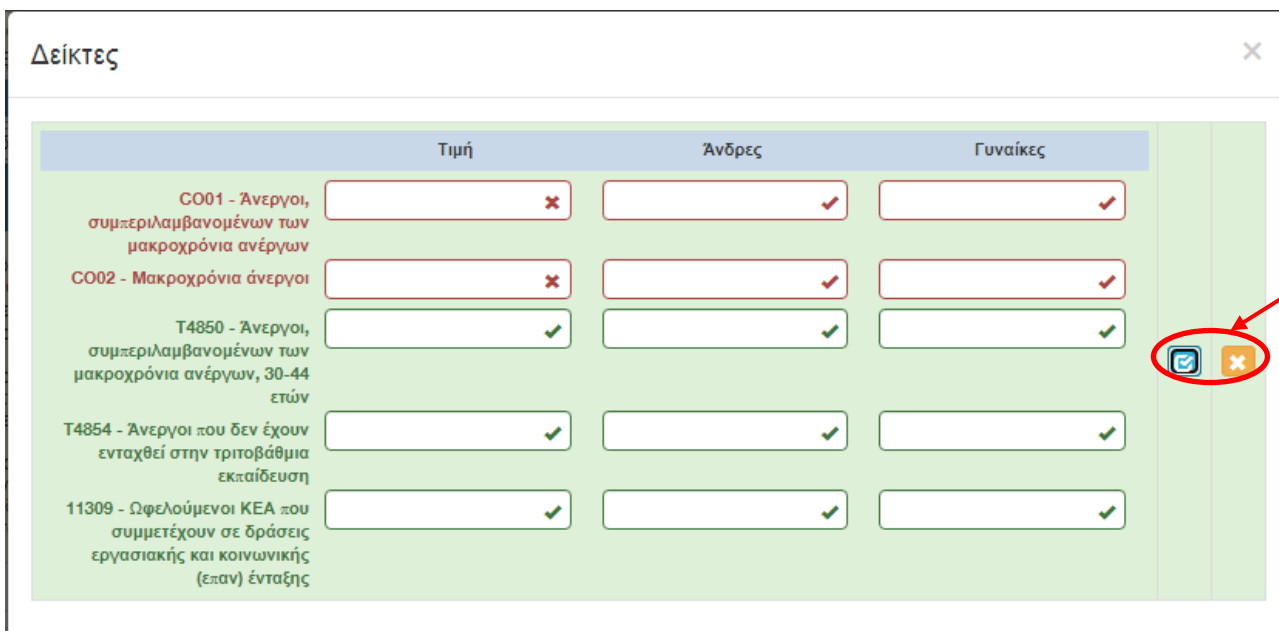 Δείκτες
Τιμή Άνδρες Γυναίκες
CO01 - Άνεργοι,
συμπεριλαμβανομένων των
μακροχρόνια ανέργων
CO02 - Μακροχρόνια άνεργοι
T4850 - Άνεργοι,
συμπεριλαμβανομένων των
μακροχρόνια ανέργων, 30-44
ετών
T4854 - Άνεργοι που δεν έχουν
ενταχθεί στην τριτοβάθμια
εκπαίδευση
11309 - Ωφελούμενοι ΚΕΑ που
συμμετέχουν σε δράσεις
εργασιακής και κοινωνικής
(επαν) ένταξης